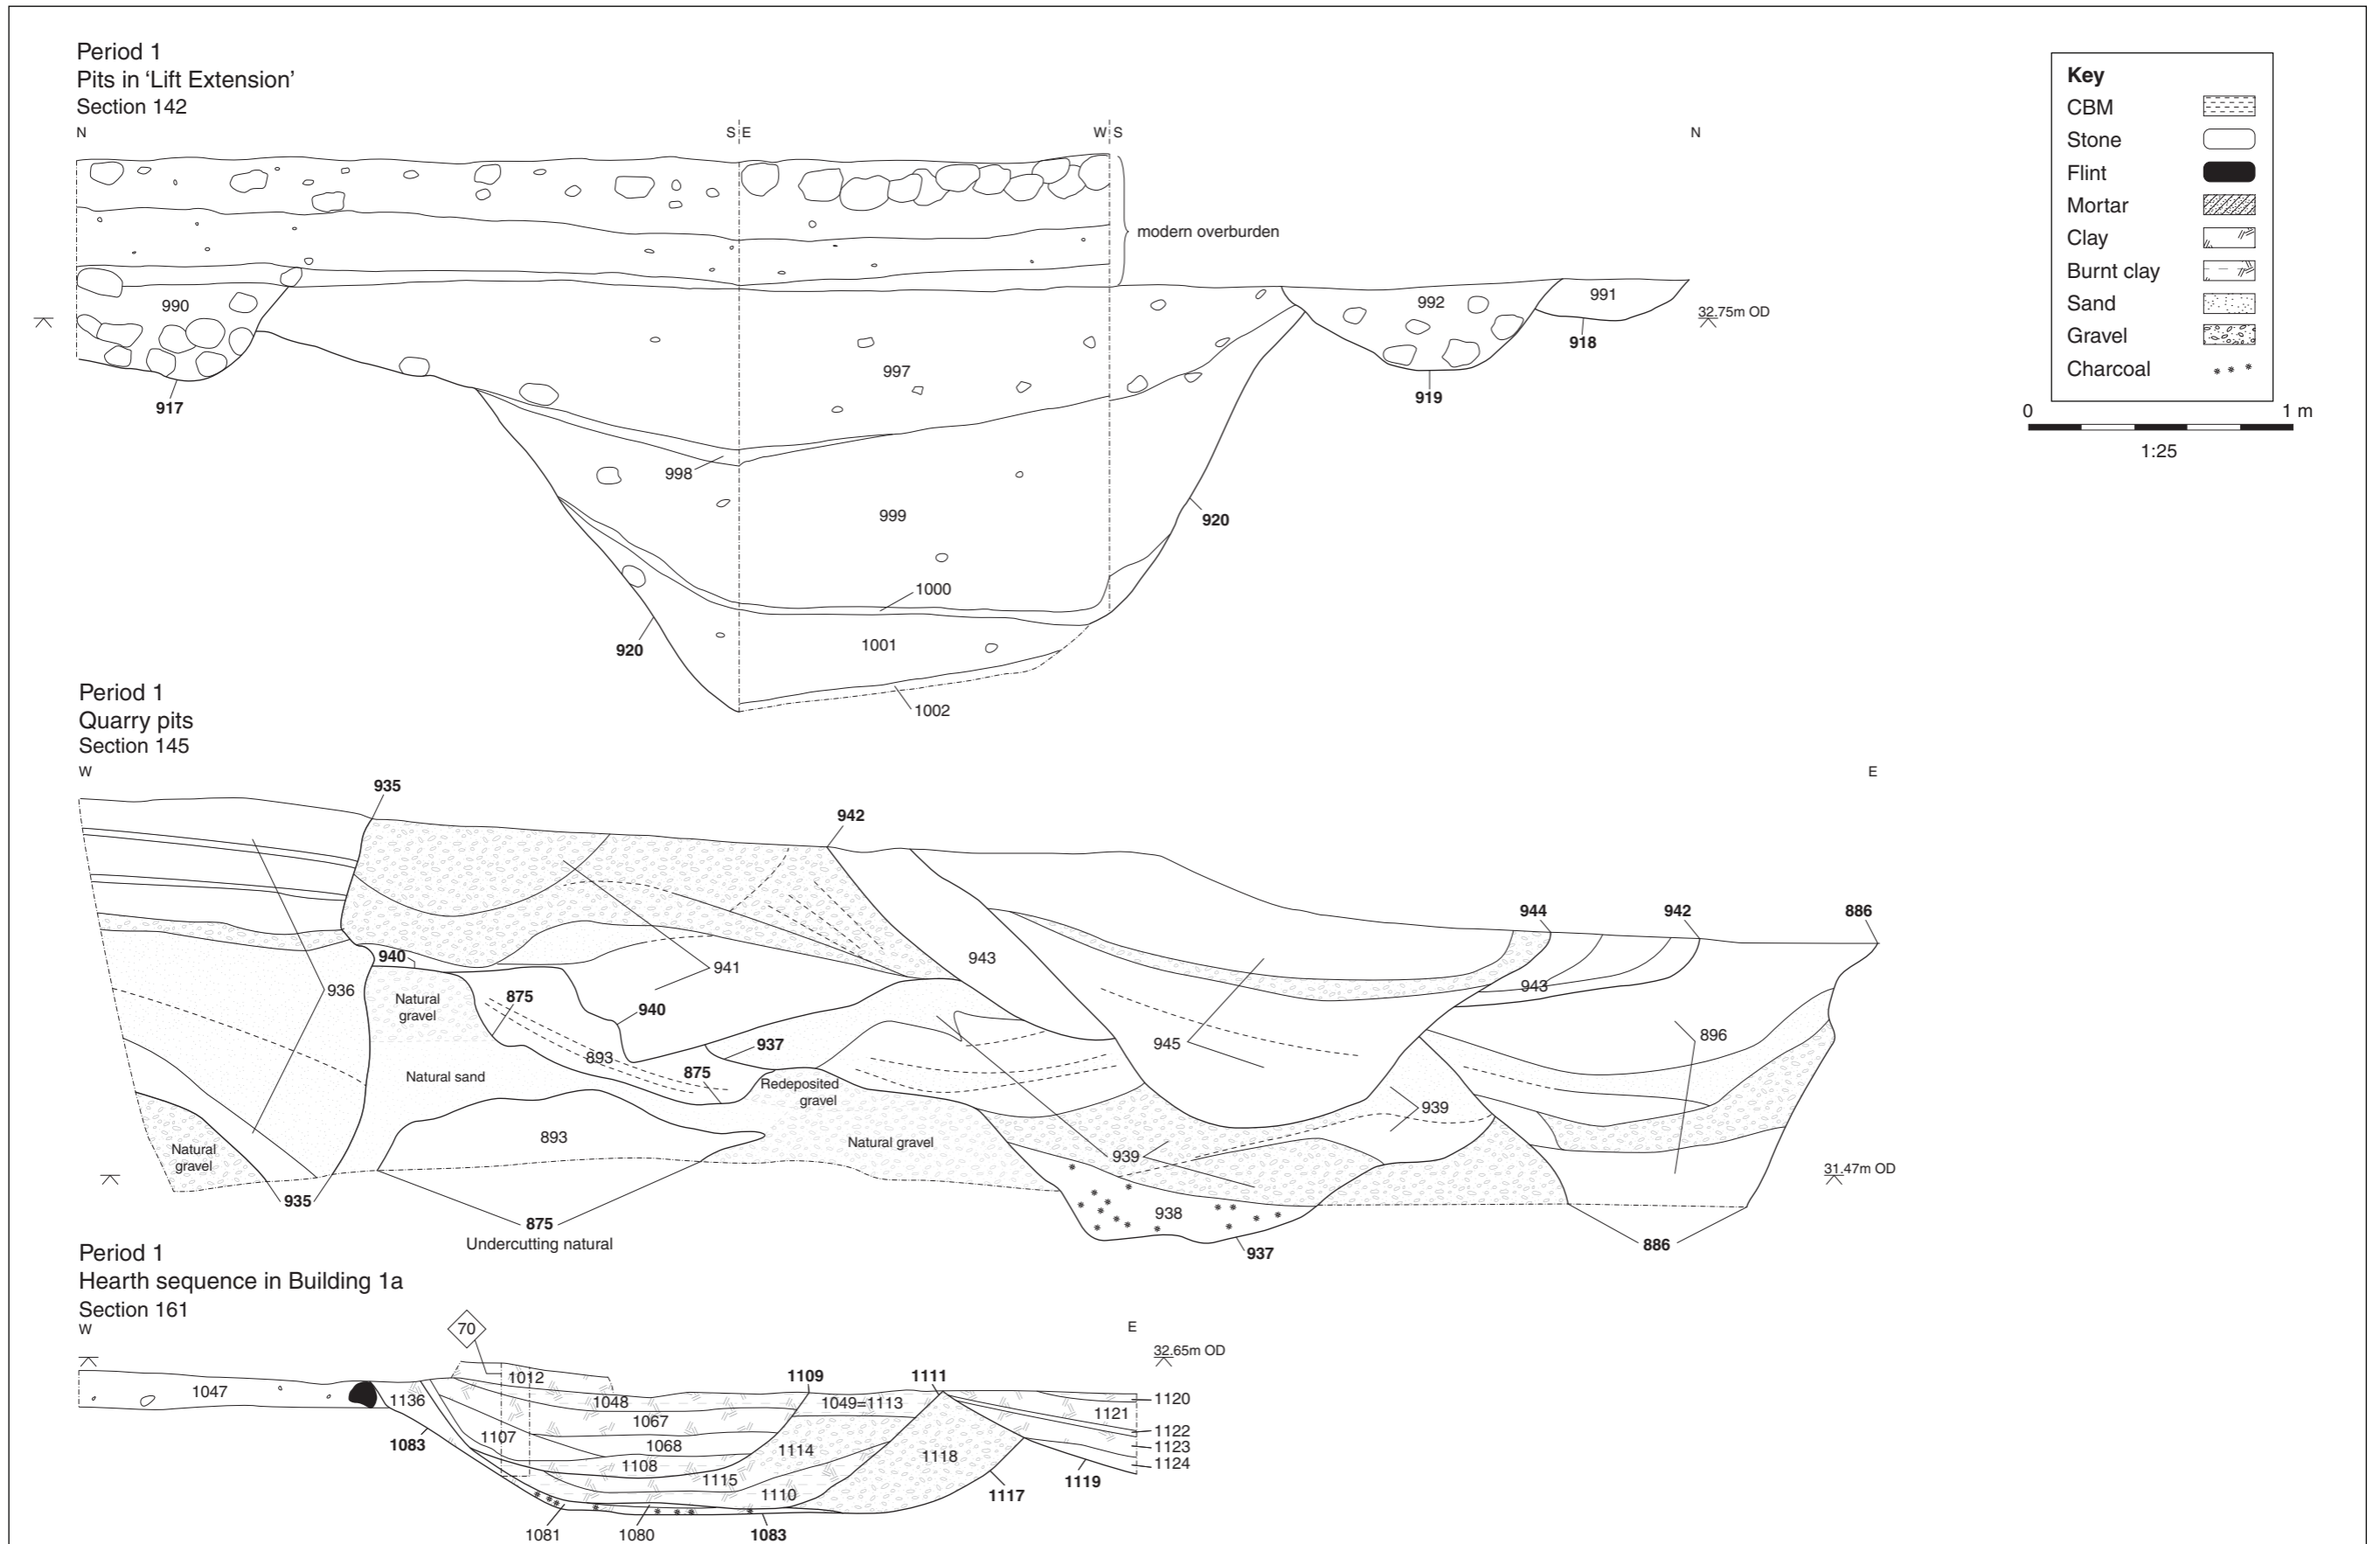 Period 1
Pits in ‘Lift Extension’
Section 142
N
S E
W S
N
modern overburden
990
992
991
32.75m OD
918
997
917
919
998
999
920
1000
920
1001
1002
Key
CBM
Stone
Flint
Mortar
Clay
Burnt clay
Sand
Gravel
Charcoal
0 1 m
1:25
Period 1
Quarry pits
Section 145
W
E
935
942
944
942
886
940
943
941
943
936
Natural
gravel
875
940
896
937
945
893
875
Natural sand
Redeposited
gravel
939
893
Natural gravel
Natural
gravel
939
31.47m OD
935
938
875
Undercutting natural
937
886
Period 1
Hearth sequence in Building 1a
Section 161
W
E
70
32.65m OD
1047
1012
1109
1111
1136
1048
1049=1113
1120
1121
1067
1083
1107
1122
1068
1114
1123
1118
1108
1124
1115
1119
1110
1117
1081
1080
1083